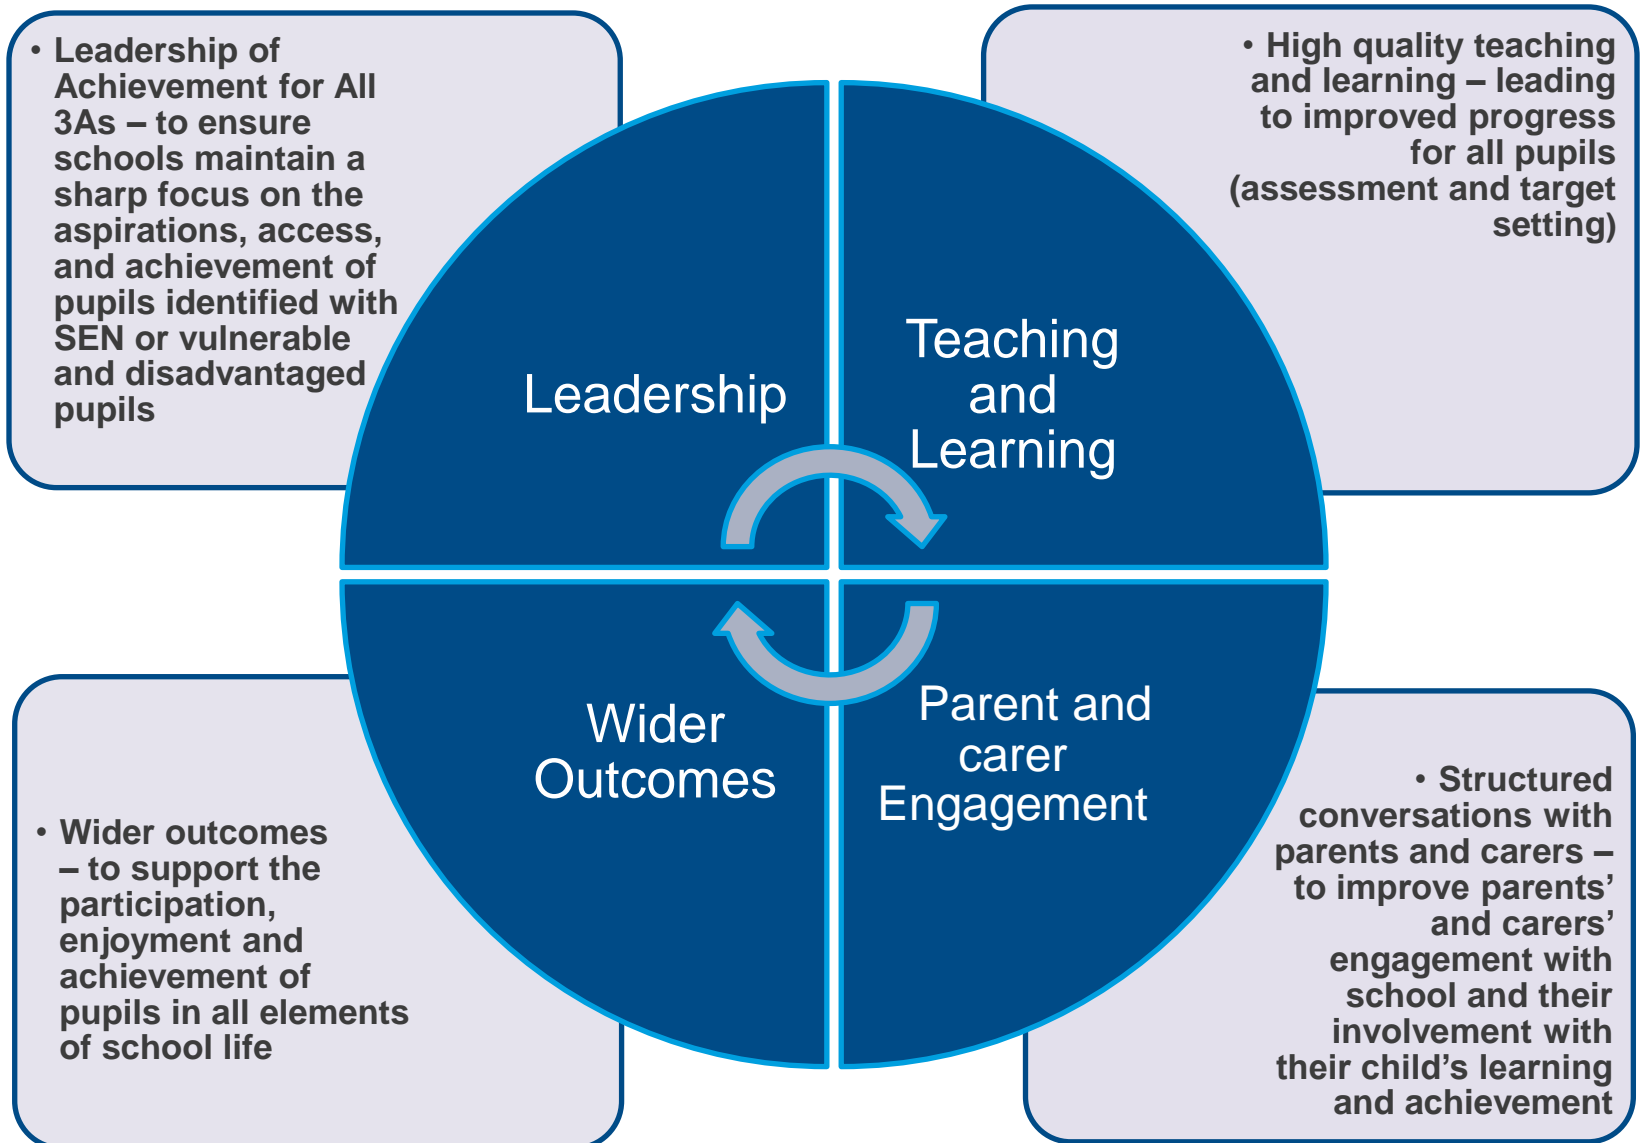 • Leadership of
Achievement for All
3As – to ensure
schools maintain a
sharp focus on the
aspirations, access,
and achievement of
pupils identified with
SEN or vulnerable
and disadvantaged
pupils
• High quality teaching
and learning – leading
to improved progress
for all pupils
(assessment and target
setting)
Leadership
Teaching
and
Learning
Wider
Outcomes
Parent and
carer
Engagement
• Wider outcomes
– to support the
participation,
enjoyment and
achievement of
pupils in all elements
of school life
• Structured
conversations with
parents and carers –
to improve parents’
and carers’
engagement with
school and their
involvement with
their child’s learning
and achievement